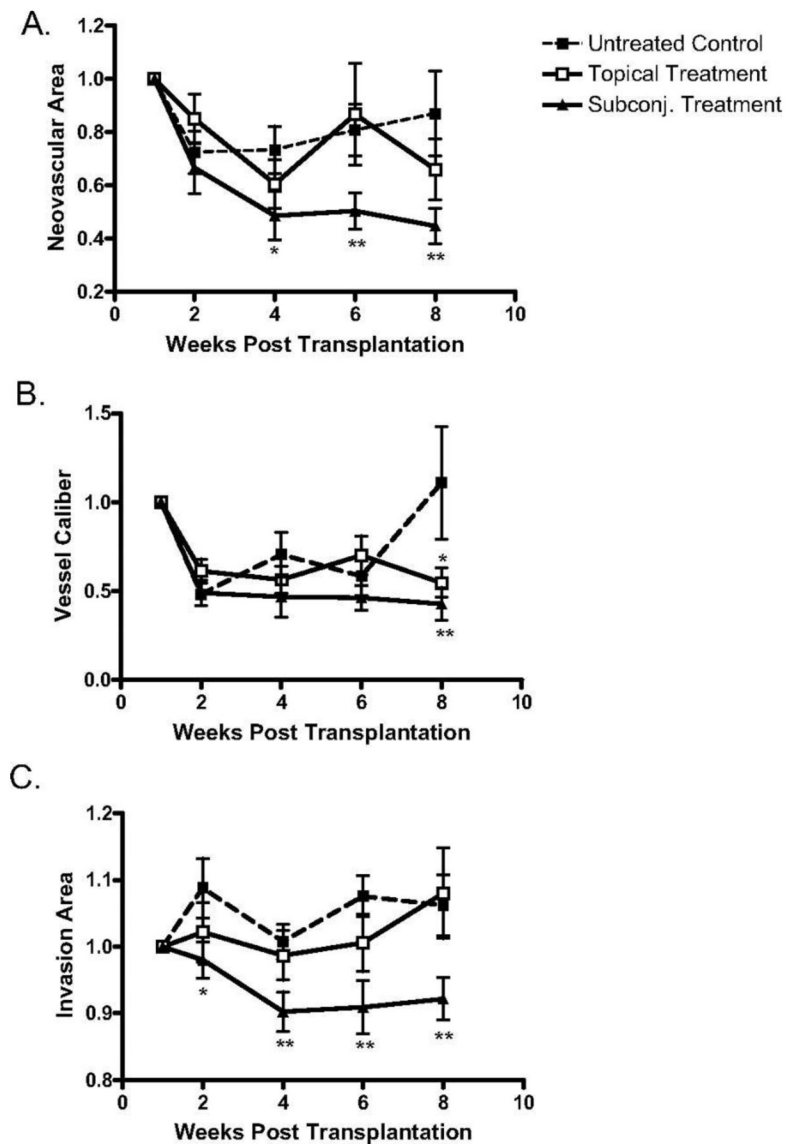 A.
Untreated Control
Topical Treatment
Subconj. Treatment
Neovascular Area
1.2
1.0
0.8
0.6
0.4
0.2
* ** **
0 2 4 6 8 10
Weeks Post Transplantation
B.
Vessel Caliber
1.5
1.0
0.5
0.0
*
**
0 2 4 6 8 10
Weeks Post Transplantation
C.
Invasion Area
1.2
1.1
1.0
0.9
0.8
* ** ** **
0 2 4 6 8 10
Weeks Post Transplantation